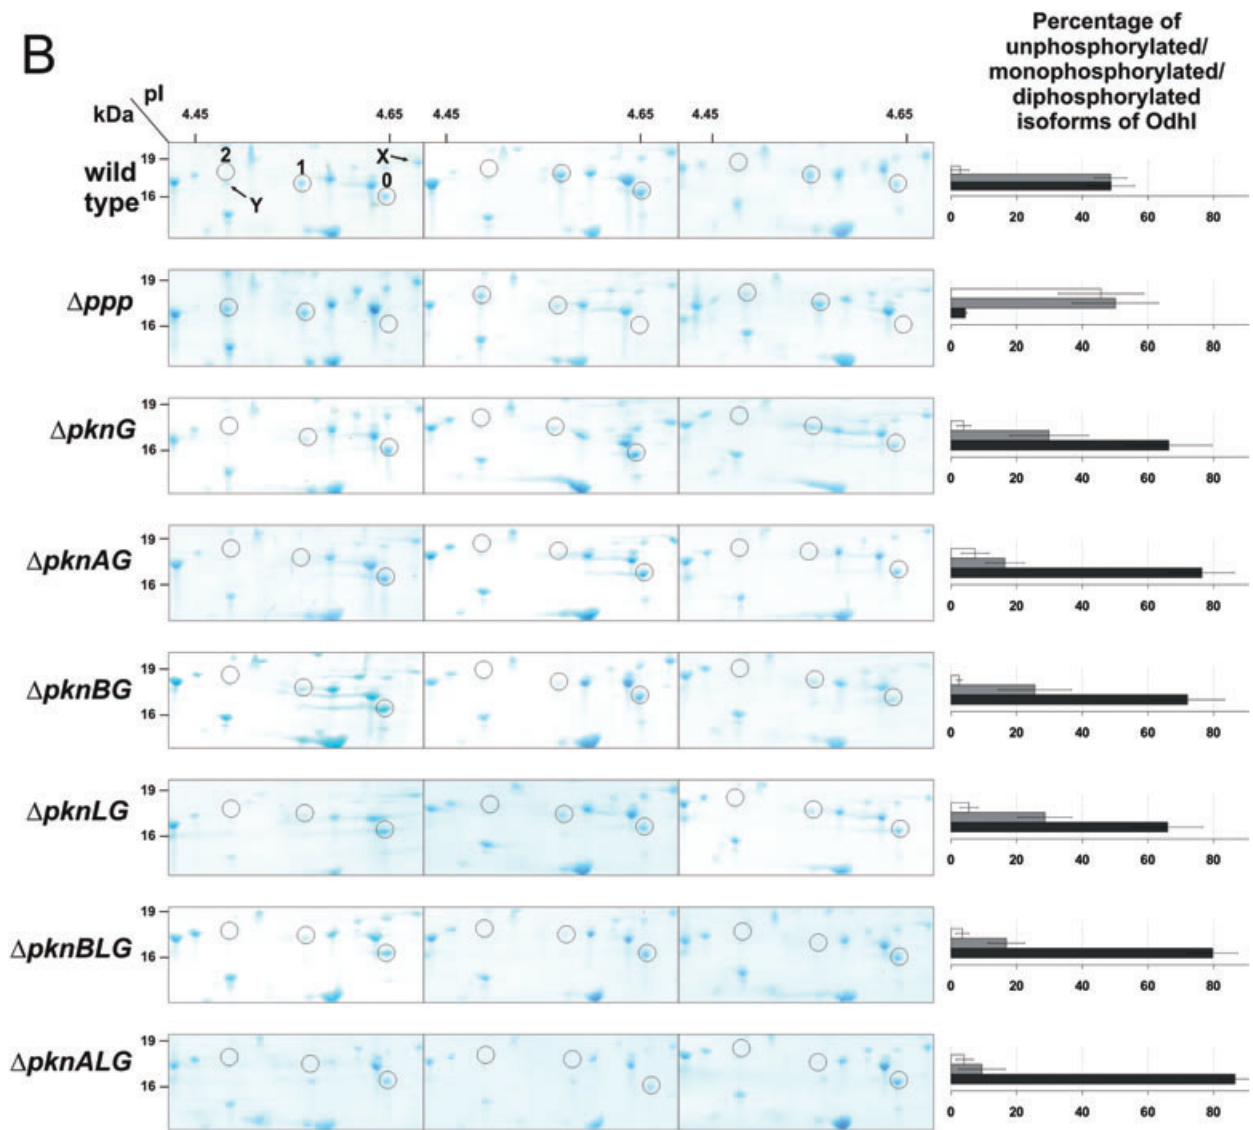 B
Percentage of
unphosphorylated/
monophosphorylated/
diphosphorylated
isoforms of OdhI
pI
kDa
4.45 4.65 4.45 4.65 4.45 4.65
wild
type
19
16
2 1 X 0
Y
0 20 40 60 80
Δppp
19
16
0 20 40 60 80
ΔpknG
19
16
0 20 40 60 80
ΔpknAG
19
16
0 20 40 60 80
ΔpknBG
19
16
0 20 40 60 80
ΔpknLG
19
16
0 20 40 60 80
ΔpknBLG
19
16
0 20 40 60 80
ΔpknALG
19
16
0 20 40 60 80